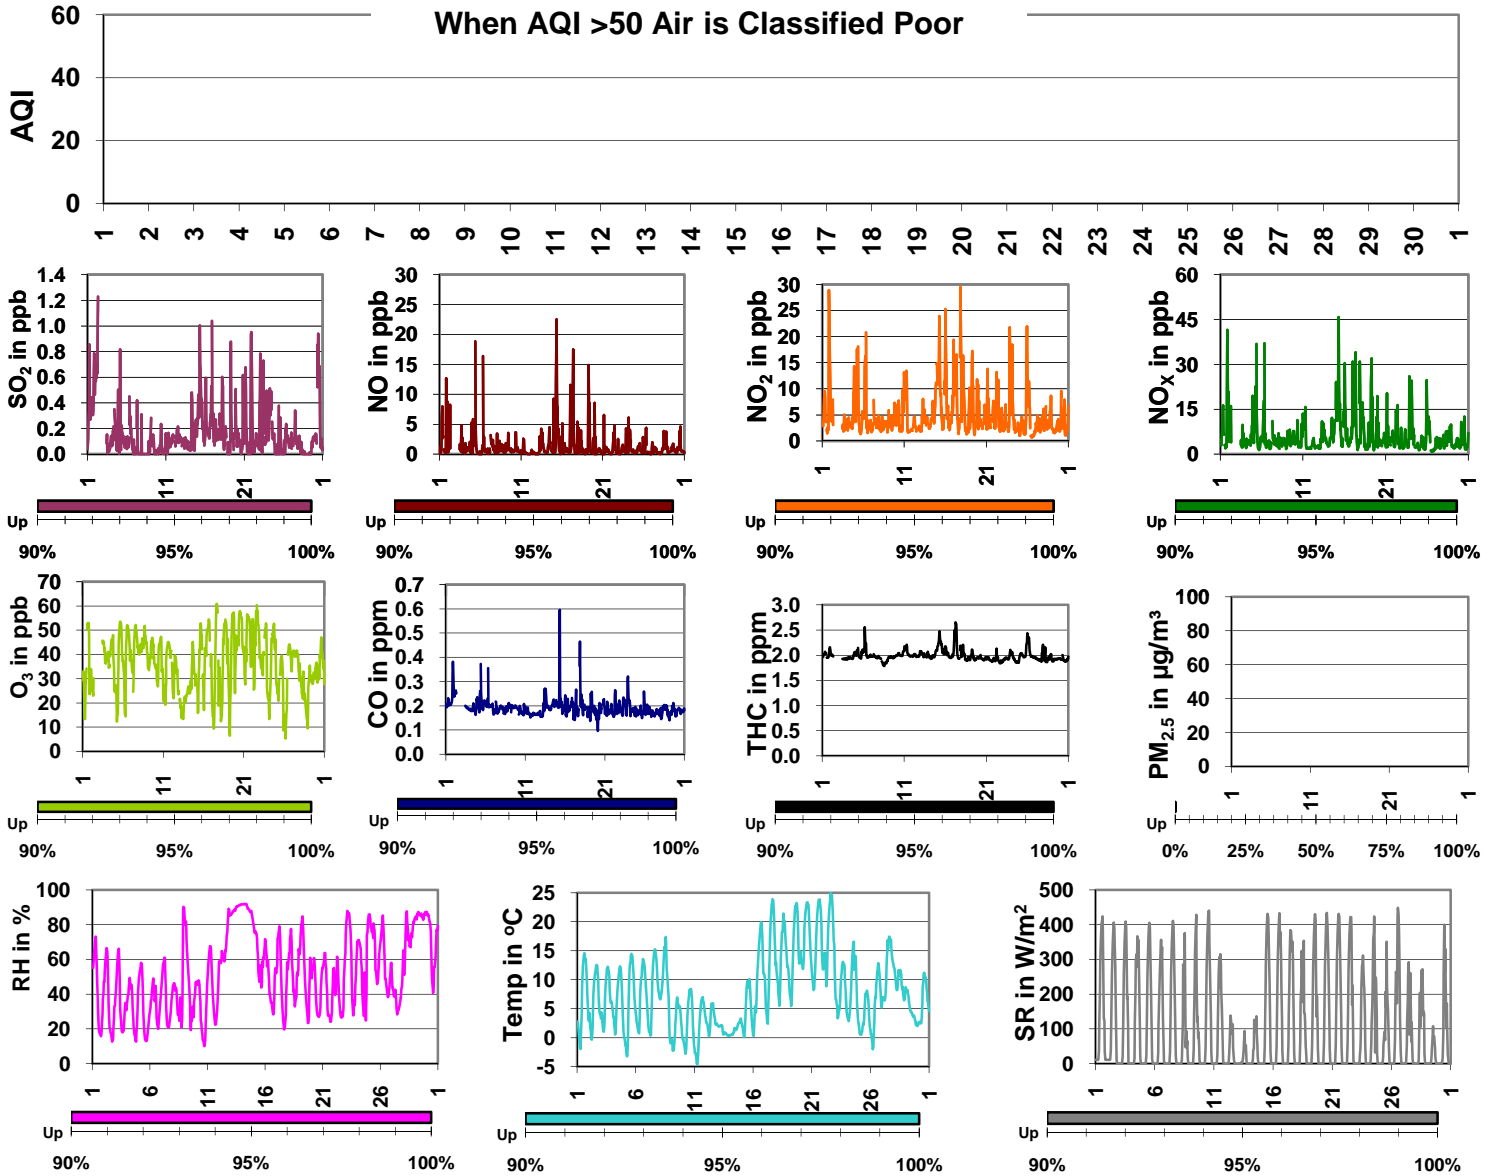 When AQI >50 Air is Classified Poor
AQI
60
40
20
0
1 2 3 4 5 6 7 8 9 10 11 12 13 14 15 16 17 18 19 20 21 22 23 24 25 26 27 28 29 30 1
SO2 in ppb
1.4
1.2
1.0
0.8
0.6
0.4
0.2
0.0
1 11 21 1
Up
90% 95% 100%
NO in ppb
30
25
20
15
10
5
0
1 11 21 1
Up
90% 95% 100%
NO2 in ppb
30
25
20
15
10
5
0
1 11 21 1
Up
90% 95% 100%
NOX in ppb
60
45
30
15
0
1 11 21 1
Up
90% 95% 100%
O3 in ppb
70
60
50
40
30
20
10
0
1 11 21 1
Up
90% 95% 100%
CO in ppm
0.7
0.6
0.5
0.4
0.3
0.2
0.1
0.0
1 11 21 1
Up
90% 95% 100%
THC in ppm
3.0
2.5
2.0
1.5
1.0
0.5
0.0
1 11 21 1
Up
90% 95% 100%
PM2.5 in µg/m³
100
80
60
40
20
0
1 11 21 1
Up
0% 25% 50% 75% 100%
RH in %
100
80
60
40
20
0
1 6 11 16 21 26 1
Up
90% 95% 100%
Temp in ºC
25
20
15
10
5
0
-5
1 6 11 16 21 26 1
Up
90% 95% 100%
SR in W/m²
500
400
300
200
100
0
1 6 11 16 21 26 1
Up
90% 95% 100%